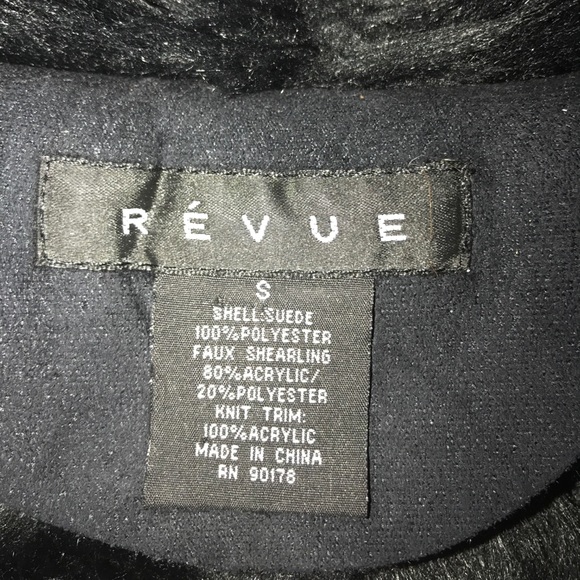 RÉVUE
S
SHELL:SUEDE
100%POLYESTER
FAUX SHEARLING
80%ACRYLIC/
20%POLYESTER
KNIT TRIM:
100%ACRYLIC
MADE IN CHINA
RN 90178